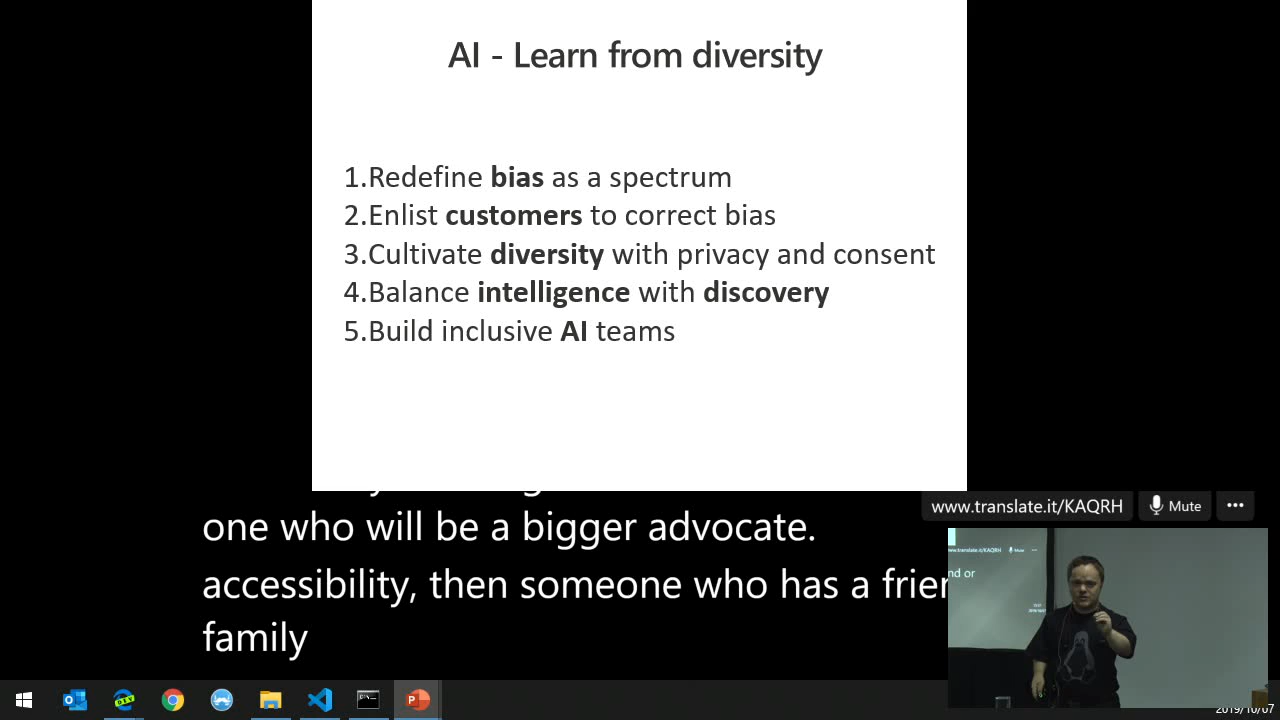 AI - Learn from diversity
1.Redefine bias as a spectrum
2.Enlist customers to correct bias
3.Cultivate diversity with privacy and consent
4.Balance intelligence with discovery
5.Build inclusive AI teams
www.translate.it/KAQRH
Mute
one who will be a bigger advocate.
accessibility, then someone who has a
family
nd or
2019/10/07